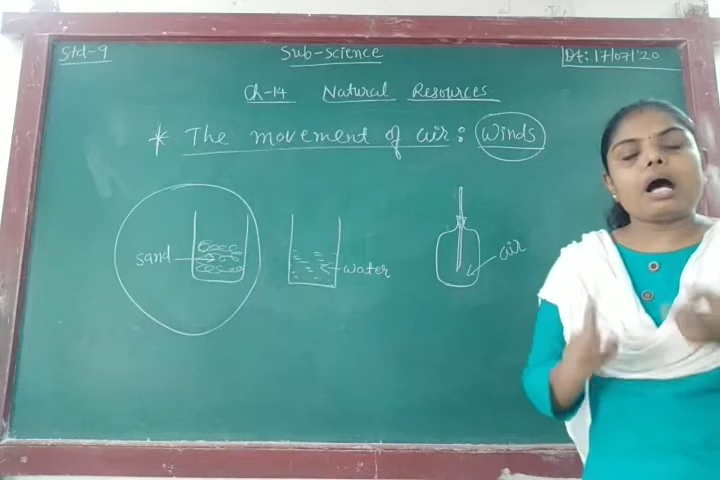 Std-9 Sub-science Dt: 17/07/'20
Ch-14 Natural Resources
* The movement of air: Winds
sand water air